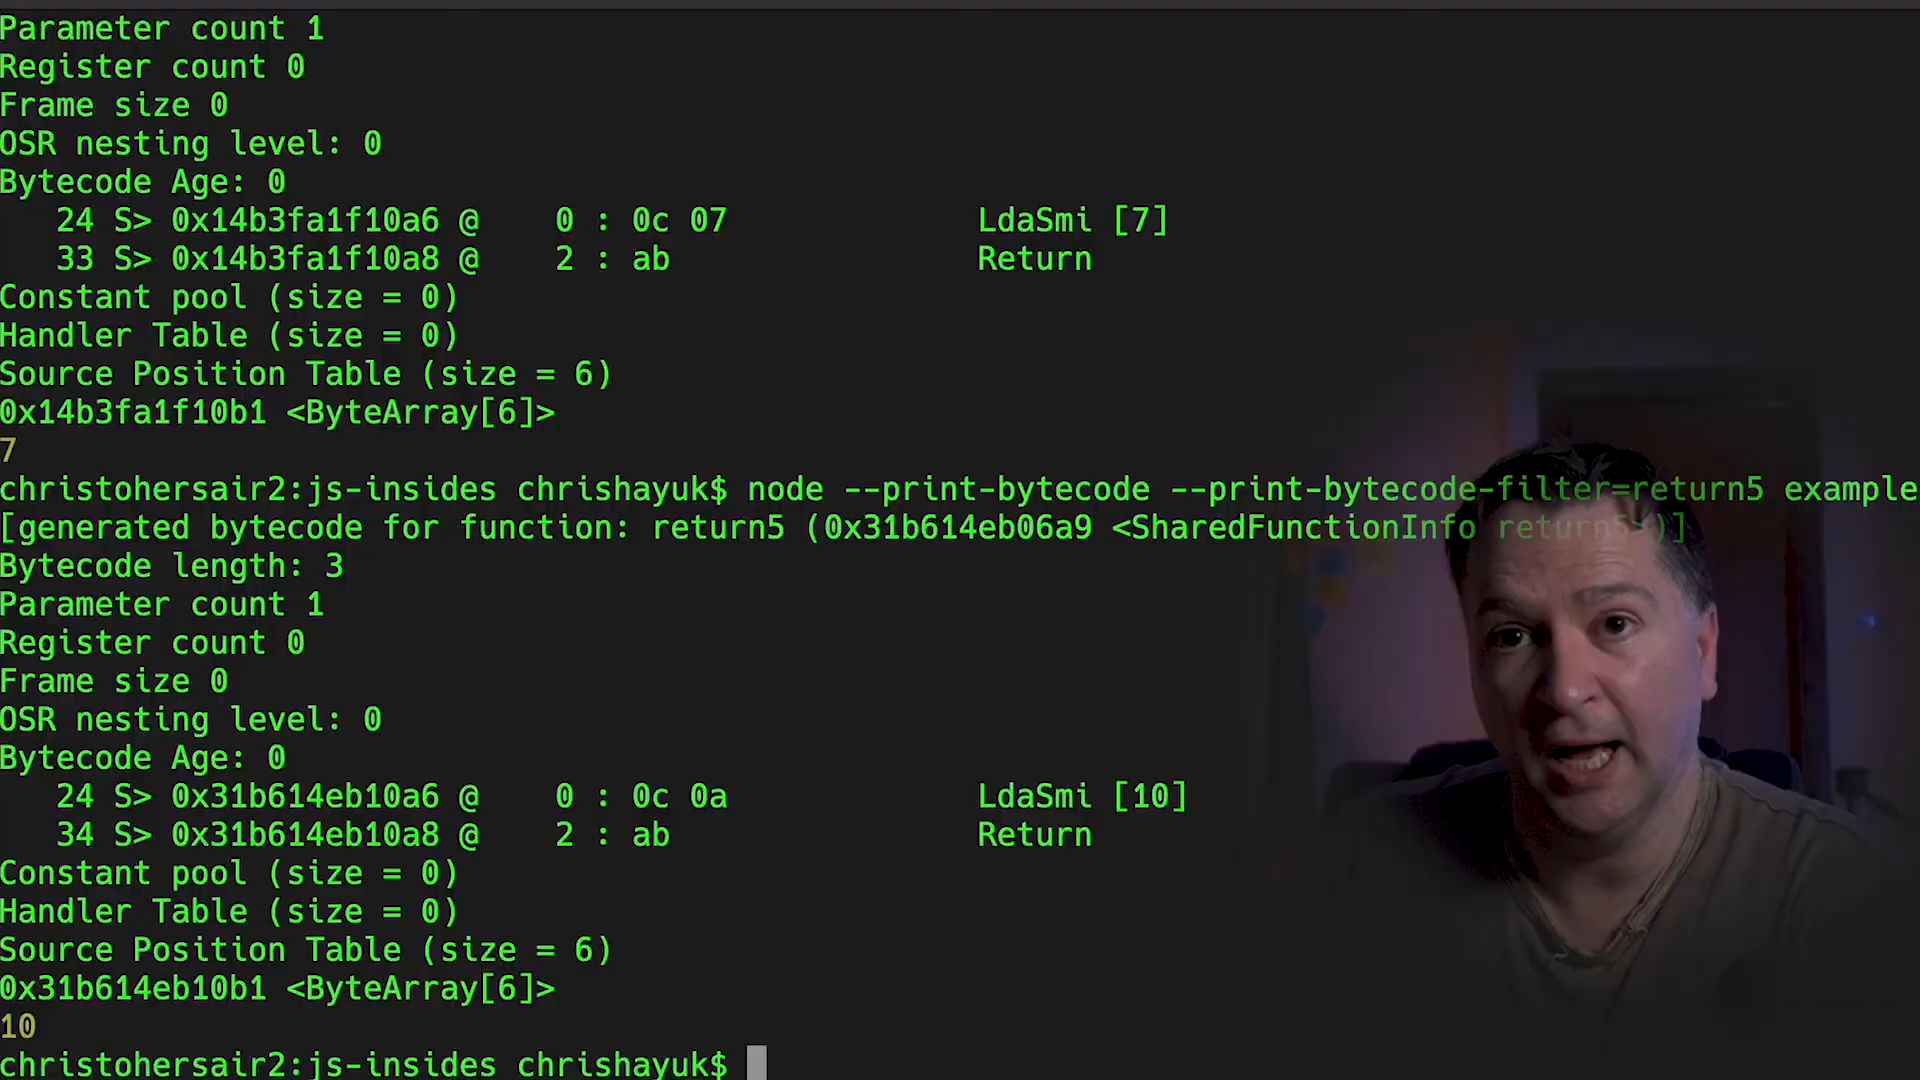 Parameter count 1
Register count 0
Frame size 0
OSR nesting level: 0
Bytecode Age: 0
24 S> 0x14b3fa1f10a6 @ 0 : 0c 07 LdaSmi [7]
33 S> 0x14b3fa1f10a8 @ 2 : ab Return
Constant pool (size = 0)
Handler Table (size = 0)
Source Position Table (size = 6)
0x14b3fa1f10b1 <ByteArray[6]>
7
christohersair2:js-insides chrishayuk$ node --print-bytecode --print-bytecode-filter=return5 example
[generated bytecode for function: return5 (0x31b614eb06a9 <SharedFunctionInfo return5>)]
Bytecode length: 3
Parameter count 1
Register count 0
Frame size 0
OSR nesting level: 0
Bytecode Age: 0
24 S> 0x31b614eb10a6 @ 0 : 0c 0a LdaSmi [10]
34 S> 0x31b614eb10a8 @ 2 : ab Return
Constant pool (size = 0)
Handler Table (size = 0)
Source Position Table (size = 6)
0x31b614eb10b1 <ByteArray[6]>
10
christohersair2:js-insides chrishayuk$